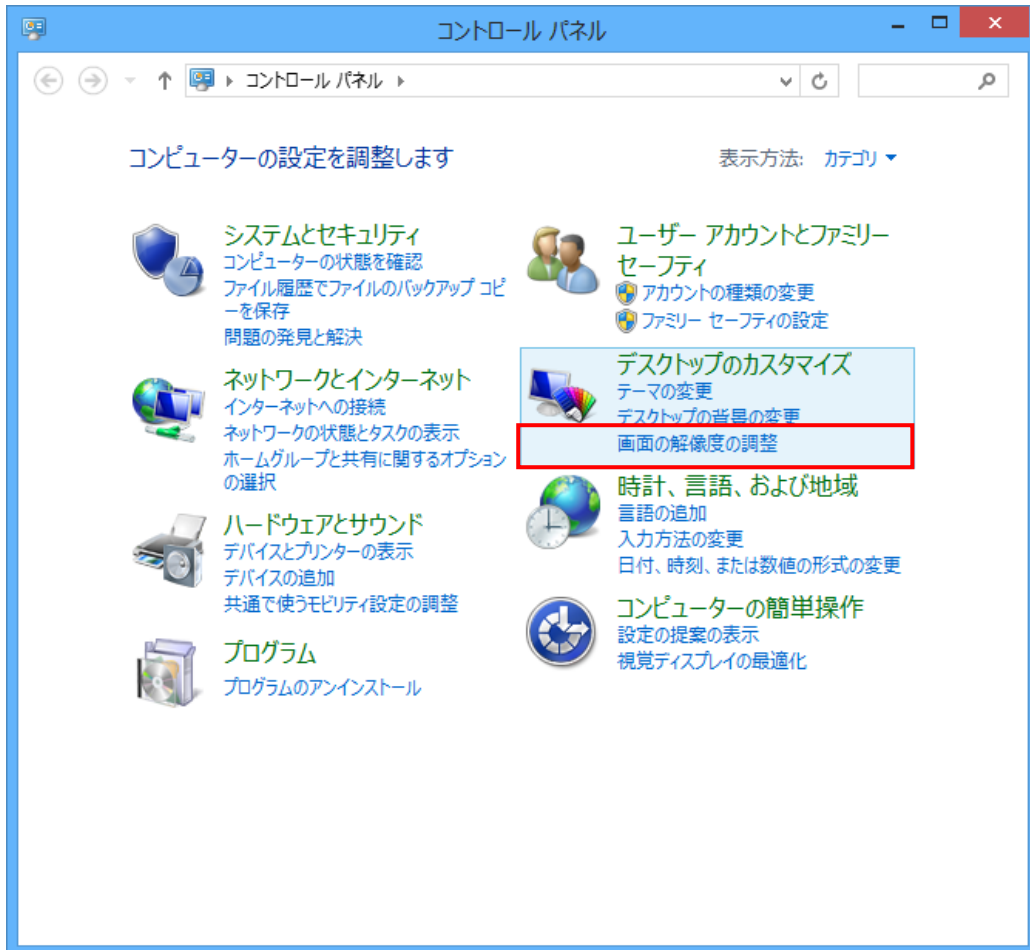 コントロール パネル
コントロール パネル
コンピューターの設定を調整します
表示方法: カテゴリ
システムとセキュリティ
コンピューターの状態を確認
ファイル履歴でファイルのバックアップ コピ
ーを保存
問題の発見と解決
ネットワークとインターネット
インターネットへの接続
ネットワークの状態とタスクの表示
ホームグループと共有に関するオプション
の選択
ハードウェアとサウンド
デバイスとプリンターの表示
デバイスの追加
共通で使うモビリティ設定の調整
プログラム
プログラムのアンインストール
ユーザー アカウントとファミリー
セーフティ
アカウントの種類の変更
ファミリー セーフティの設定
デスクトップのカスタマイズ
テーマの変更
デスクトップの背景の変更
画面の解像度の調整
時計、言語、および地域
言語の追加
入力方法の変更
日付、時刻、または数値の形式の変更
コンピューターの簡単操作
設定の提案の表示
視覚ディスプレイの最適化